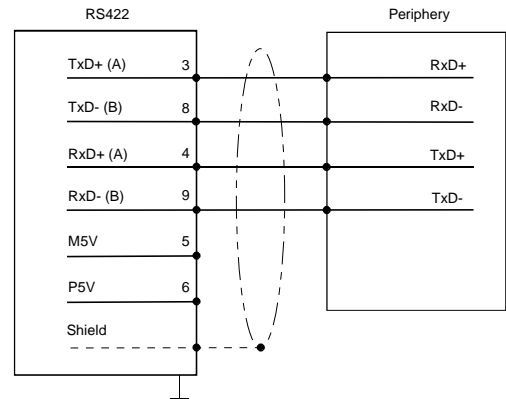 RS422 Periphery
TxD+ (A) 3 RxD+
TxD- (B) 8 RxD-
RxD+ (A) 4 TxD+
RxD- (B) 9 TxD-
M5V 5
P5V 6
Shield